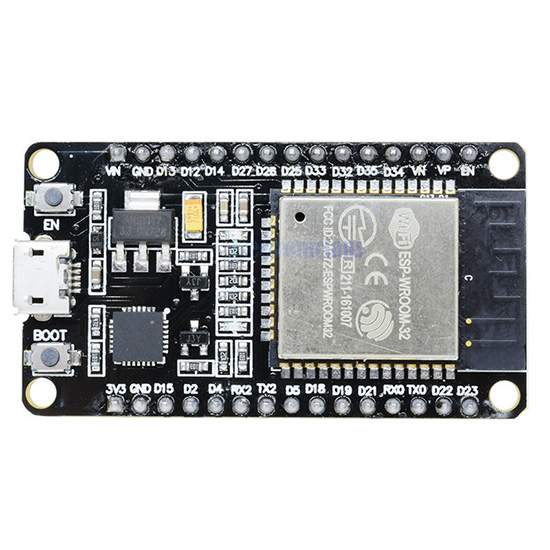 VIN GND D13 D12 D14 D27 D26 D25 D33 D32 D35 D34 VN VP EN
EN
BOOT
WiFi ESP-WROOM-32
CE
FCC ID:2AC7Z-ESPWROOM32
211-161007
R
C
J3Y
3V3 GND D15 D2 D4 RX2 TX2 D5 D18 D19 D21 RX0 TX0 D22 D23